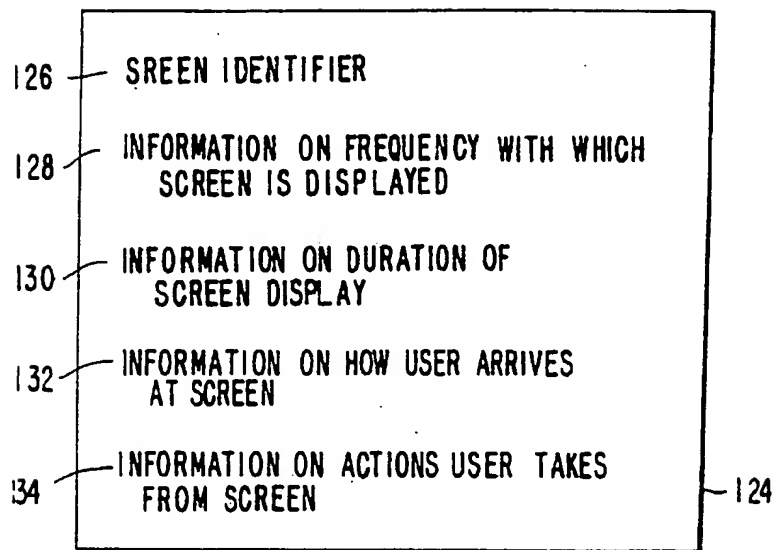 126 SREEN IDENTIFIER
128 INFORMATION ON FREQUENCY WITH WHICH
SCREEN IS DISPLAYED
130 INFORMATION ON DURATION OF
SCREEN DISPLAY
132 INFORMATION ON HOW USER ARRIVES
AT SCREEN
34 INFORMATION ON ACTIONS USER TAKES
FROM SCREEN
124